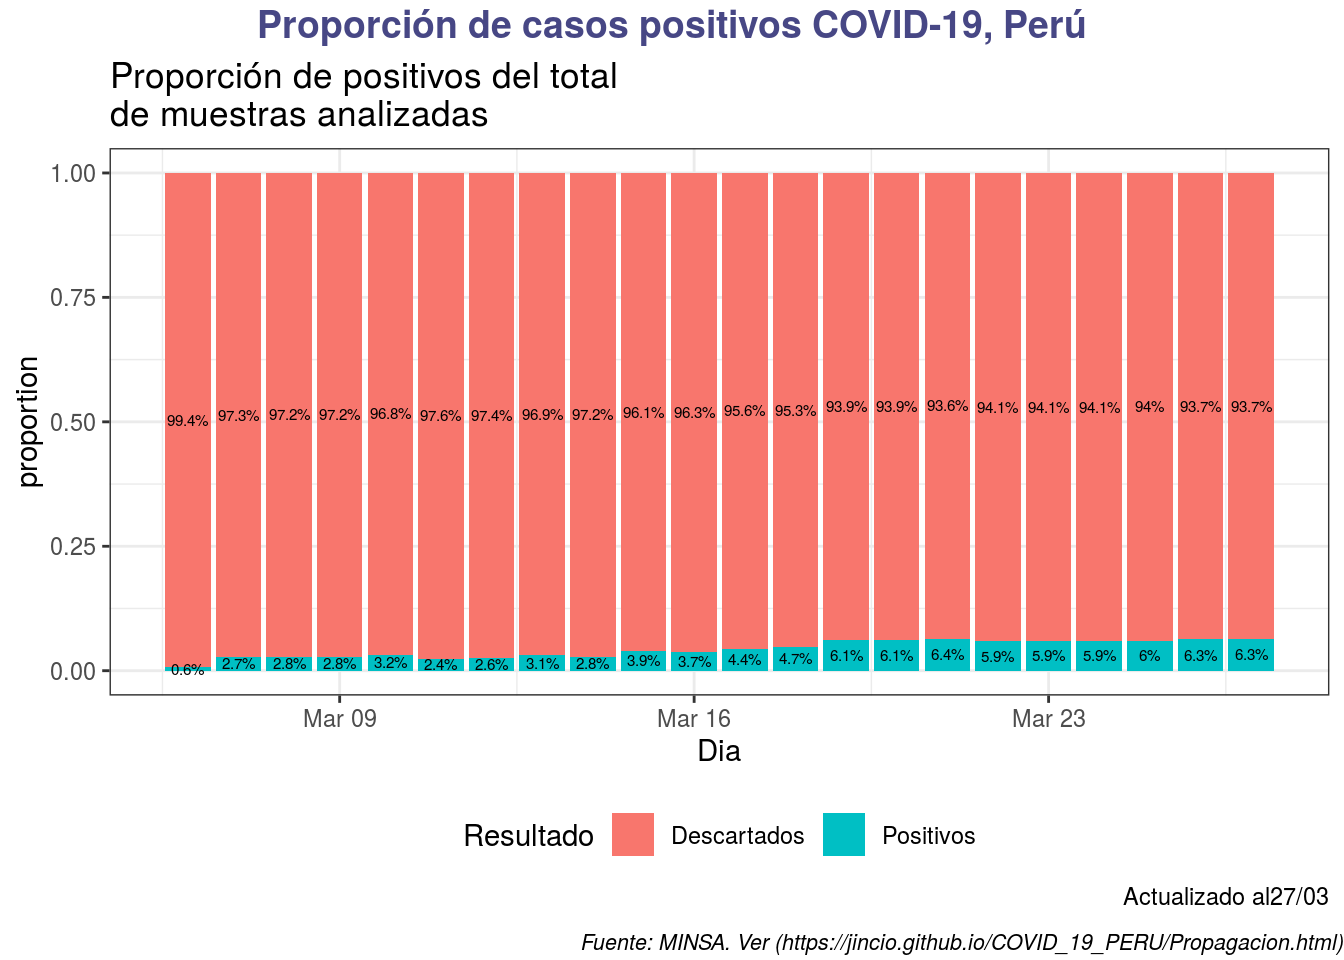 Proporción de casos positivos COVID-19, Perú
Proporción de positivos del total
de muestras analizadas
proportion
1.00
0.75
0.50
0.25
0.00
99.4% 97.3% 97.2% 97.2% 96.8% 97.6% 97.4% 96.9% 97.2% 96.1% 96.3% 95.6% 95.3% 93.9% 93.9% 93.6% 94.1% 94.1% 94.1% 94% 93.7% 93.7%
0.6% 2.7% 2.8% 2.8% 3.2% 2.4% 2.6% 3.1% 2.8% 3.9% 3.7% 4.4% 4.7% 6.1% 6.1% 6.4% 5.9% 5.9% 5.9% 6% 6.3% 6.3%
Mar 09 Mar 16 Mar 23
Dia
Resultado Descartados Positivos
Actualizado al27/03
Fuente: MINSA. Ver (https://jincio.github.io/COVID_19_PERU/Propagacion.html)